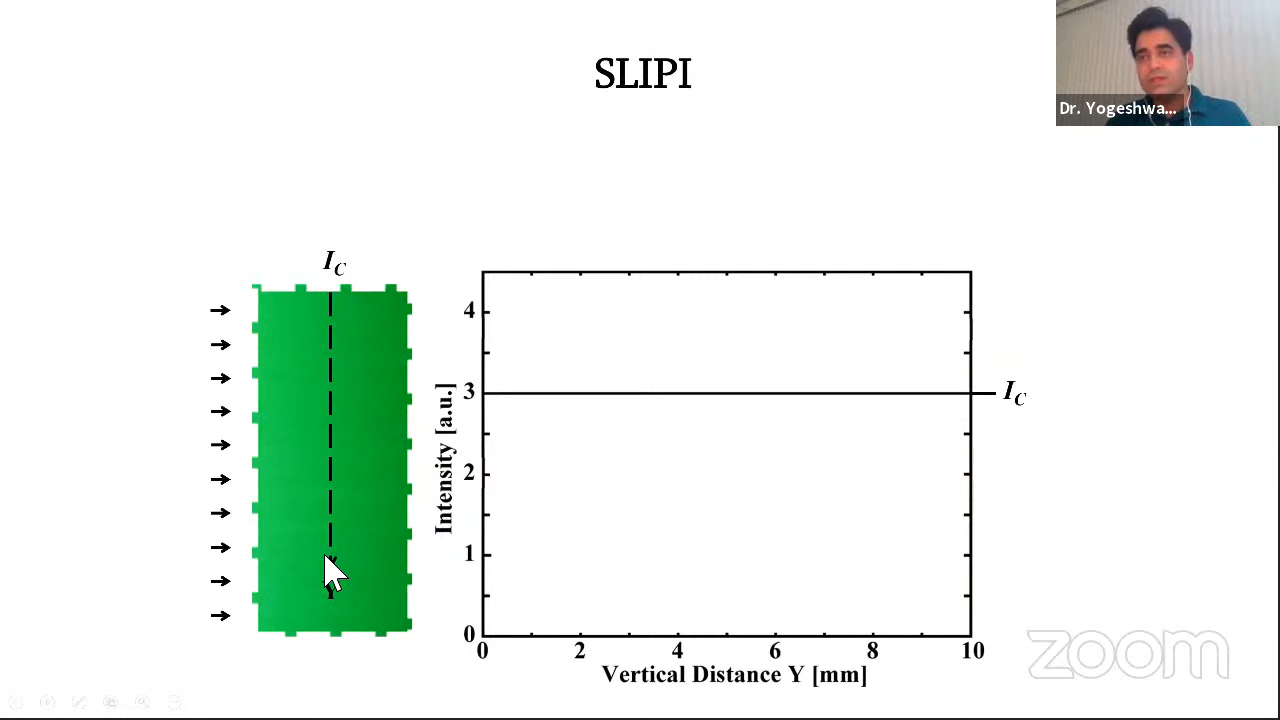 SLIPI
Dr. Yogeshwa...
I_C
4
3
2
1
0
Intensity [a.u.]
I_C
Y
0 2 4 6 8 10
Vertical Distance Y [mm]
zoom